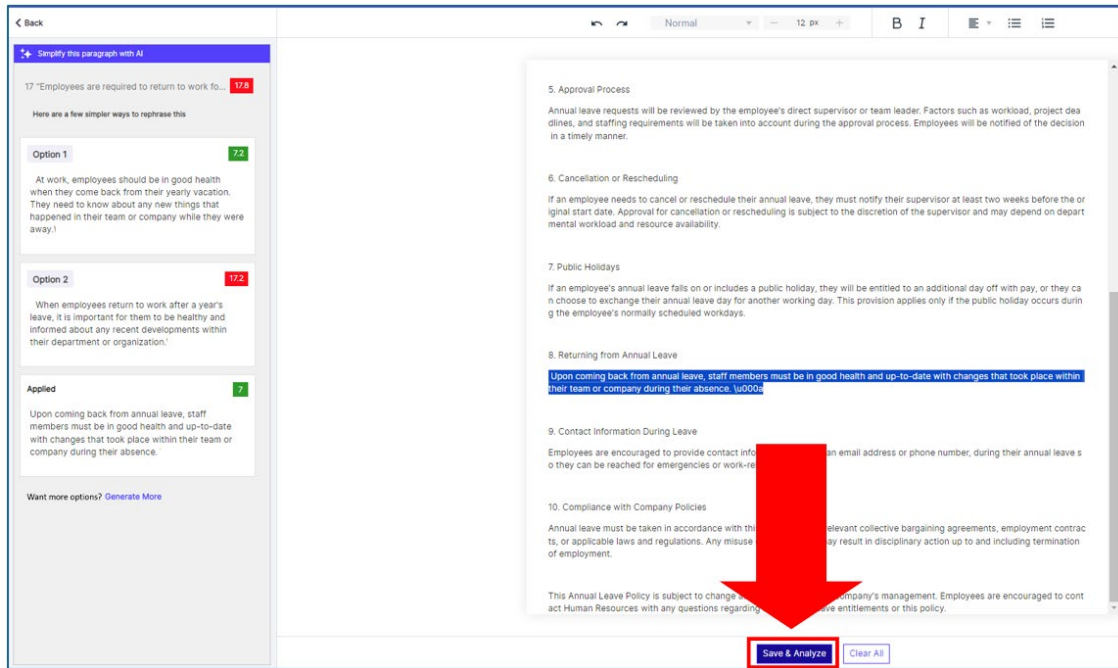 Back
Normal
12 px
B I
Simplify this paragraph with AI
17 "Employees are required to return to work fo... 17.8
Here are a few simpler ways to rephrase this
Option 1 7.2
At work, employees should be in good health
when they come back from their yearly vacation.
They need to know about any new things that
happened in their team or company while they were
away.\
Option 2 17.2
When employees return to work after a year's
leave, it is important for them to be healthy and
informed about any recent developments within
their department or organization.'
Applied 7
Upon coming back from annual leave, staff
members must be in good health and up-to-date
with changes that took place within their team or
company during their absence.
Want more options? Generate More
5. Approval Process
Annual leave requests will be reviewed by the employee's direct supervisor or team leader. Factors such as workload, project dea
dlines, and staffing requirements will be taken into account during the approval process. Employees will be notified of the decision
in a timely manner.
6. Cancellation or Rescheduling
If an employee needs to cancel or reschedule their annual leave, they must notify their supervisor at least two weeks before the or
iginal start date. Approval for cancellation or rescheduling is subject to the discretion of the supervisor and may depend on depart
mental workload and resource availability.
7. Public Holidays
If an employee's annual leave falls on or includes a public holiday, they will be entitled to an additional day off with pay, or they ca
n choose to exchange their annual leave day for another working day. This provision applies only if the public holiday occurs durin
g the employee's normally scheduled workdays.
8. Returning from Annual Leave
Upon coming back from annual leave, staff members must be in good health and up-to-date with changes that took place within
their team or company during their absence. \u000a
9. Contact Information During Leave
Employees are encouraged to provide contact info an email address or phone number, during their annual leave s
o they can be reached for emergencies or work-re
10. Compliance with Company Policies
Annual leave must be taken in accordance with this relevant collective bargaining agreements, employment contrac
ts, or applicable laws and regulations. Any misuse ay result in disciplinary action up to and including termination
of employment.
This Annual Leave Policy is subject to change a ompany's management. Employees are encouraged to cont
act Human Resources with any questions regarding ve entitlements or this policy.
Save & Analyze Clear All